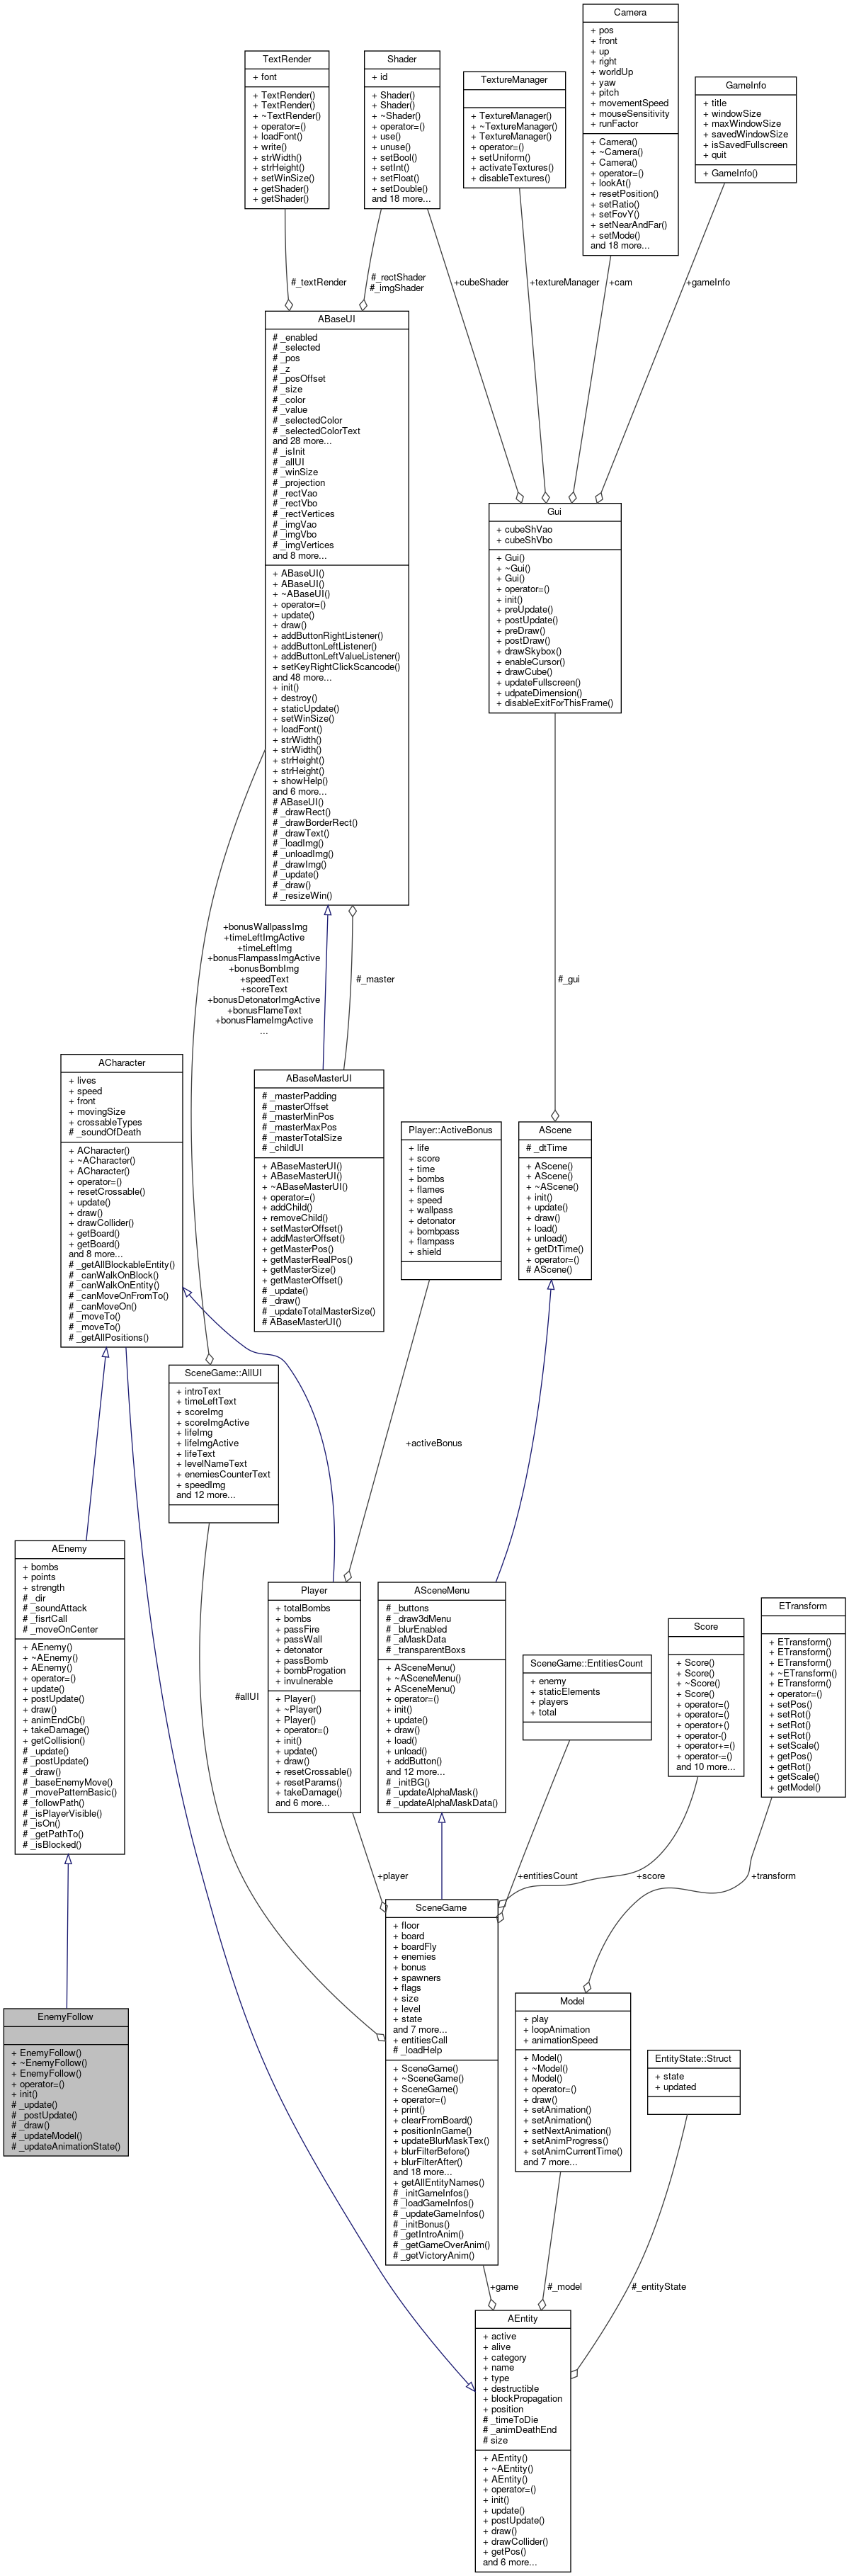 Camera
+ pos
+ front
+ up
+ right
+ worldUp
+ yaw
+ pitch
+ movementSpeed
+ mouseSensitivity
+ runFactor
+ Camera()
+ ~Camera()
+ Camera()
+ operator=()
+ lookAt()
+ resetPosition()
+ setRatio()
+ setFovY()
+ setNearAndFar()
+ setMode()
and 18 more...
TextRender
+ font
+ TextRender()
+ TextRender()
+ ~TextRender()
+ operator=()
+ loadFont()
+ write()
+ strWidth()
+ strHeight()
+ setWinSize()
+ getShader()
+ getShader()
Shader
+ id
+ Shader()
+ Shader()
+ ~Shader()
+ operator=()
+ use()
+ unuse()
+ setBool()
+ setInt()
+ setFloat()
+ setDouble()
and 18 more...
TextureManager
+ TextureManager()
+ ~TextureManager()
+ TextureManager()
+ operator=()
+ setUniform()
+ activateTextures()
+ disableTextures()
GameInfo
+ title
+ windowSize
+ maxWindowSize
+ savedWindowSize
+ isSavedFullscreen
+ quit
+ GameInfo()
#_textRender
#_rectShader
#_imgShader
+cubeShader
+textureManager
+cam
+gameInfo
ABaseUI
# _enabled
# _selected
# _pos
# _z
# _posOffset
# _size
# _color
# _value
# _selectedColor
# _selectedColorText
and 28 more...
# _isInit
# _allUI
# _winSize
# _projection
# _rectVao
# _rectVbo
# _rectVertices
# _imgVao
# _imgVbo
# _imgVertices
and 8 more...
+ ABaseUI()
+ ABaseUI()
+ ~ABaseUI()
+ operator=()
+ update()
+ draw()
+ addButtonRightListener()
+ addButtonLeftListener()
+ addButtonLeftValueListener()
+ setKeyRightClickScancode()
and 48 more...
+ init()
+ destroy()
+ staticUpdate()
+ setWinSize()
+ loadFont()
+ strWidth()
+ strWidth()
+ strHeight()
+ strHeight()
+ showHelp()
and 6 more...
# ABaseUI()
# _drawRect()
# _drawBorderRect()
# _drawText()
# _loadImg()
# _unloadImg()
# _drawImg()
# _update()
# _draw()
# _resizeWin()
Gui
+ cubeShVao
+ cubeShVbo
+ Gui()
+ ~Gui()
+ Gui()
+ operator=()
+ init()
+ preUpdate()
+ postUpdate()
+ preDraw()
+ postDraw()
+ drawSkybox()
+ enableCursor()
+ drawCube()
+ updateFullscreen()
+ udpateDimension()
+ disableExitForThisFrame()
+bonusWallpassImg
+timeLeftImgActive
+timeLeftImg
+bonusFlampassImgActive
+bonusBombImg
+speedText
+scoreText
+bonusDetonatorImgActive
+bonusFlameText
+bonusFlameImgActive
...
#_master
#_gui
ACharacter
+ lives
+ speed
+ front
+ movingSize
+ crossableTypes
# _soundOfDeath
+ ACharacter()
+ ~ACharacter()
+ ACharacter()
+ operator=()
+ resetCrossable()
+ update()
+ draw()
+ drawCollider()
+ getBoard()
+ getBoard()
and 8 more...
# _getAllBlockableEntity()
# _canWalkOnBlock()
# _canWalkOnEntity()
# _canMoveOnFromTo()
# _canMoveOn()
# _moveTo()
# _moveTo()
# _getAllPositions()
ABaseMasterUI
# _masterPadding
# _masterOffset
# _masterMinPos
# _masterMaxPos
# _masterTotalSize
# _childUI
+ ABaseMasterUI()
+ ABaseMasterUI()
+ ~ABaseMasterUI()
+ operator=()
+ addChild()
+ removeChild()
+ setMasterOffset()
+ addMasterOffset()
+ getMasterPos()
+ getMasterRealPos()
+ getMasterSize()
+ getMasterOffset()
# _update()
# _draw()
# _updateTotalMasterSize()
# ABaseMasterUI()
Player::ActiveBonus
+ life
+ score
+ time
+ bombs
+ flames
+ speed
+ wallpass
+ detonator
+ bombpass
+ flampass
+ shield
AScene
# _dtTime
+ AScene()
+ AScene()
+ ~AScene()
+ init()
+ update()
+ draw()
+ load()
+ unload()
+ getDtTime()
+ operator=()
# AScene()
SceneGame::AllUI
+ introText
+ timeLeftText
+ scoreImg
+ scoreImgActive
+ lifeImg
+ lifeImgActive
+ lifeText
+ levelNameText
+ enemiesCounterText
+ speedImg
and 12 more...
+activeBonus
AEnemy
+ bombs
+ points
+ strength
# _dir
# _soundAttack
# _fisrtCall
# _moveOnCenter
+ AEnemy()
+ ~AEnemy()
+ AEnemy()
+ operator=()
+ update()
+ postUpdate()
+ draw()
+ animEndCb()
+ takeDamage()
+ getCollision()
# _update()
# _postUpdate()
# _draw()
# _baseEnemyMove()
# _movePatternBasic()
# _followPath()
# _isPlayerVisible()
# _isOn()
# _getPathTo()
# _isBlocked()
#allUI
Player
+ totalBombs
+ bombs
+ passFire
+ passWall
+ detonator
+ passBomb
+ bombProgation
+ invulnerable
+ Player()
+ ~Player()
+ Player()
+ operator=()
+ init()
+ update()
+ draw()
+ resetCrossable()
+ resetParams()
+ takeDamage()
and 6 more...
ASceneMenu
# _buttons
# _draw3dMenu
# _blurEnabled
# _aMaskData
# _transparentBoxs
+ ASceneMenu()
+ ~ASceneMenu()
+ ASceneMenu()
+ operator=()
+ init()
+ update()
+ draw()
+ load()
+ unload()
+ addButton()
and 12 more...
# _initBG()
# _updateAlphaMask()
# _updateAlphaMaskData()
SceneGame::EntitiesCount
+ enemy
+ staticElements
+ players
+ total
Score
+ Score()
+ Score()
+ ~Score()
+ Score()
+ operator=()
+ operator=()
+ operator+()
+ operator-()
+ operator+=()
+ operator-=()
and 10 more...
ETransform
+ ETransform()
+ ETransform()
+ ETransform()
+ ~ETransform()
+ ETransform()
+ operator=()
+ setPos()
+ setRot()
+ setRot()
+ setRot()
+ setScale()
+ getPos()
+ getRot()
+ getScale()
+ getModel()
+player
+entitiesCount
+score
+transform
EnemyFollow
+ EnemyFollow()
+ ~EnemyFollow()
+ EnemyFollow()
+ operator=()
+ init()
# _update()
# _postUpdate()
# _draw()
# _updateModel()
# _updateAnimationState()
SceneGame
+ floor
+ board
+ boardFly
+ enemies
+ bonus
+ spawners
+ flags
+ size
+ level
+ state
and 7 more...
+ entitiesCall
# _loadHelp
+ SceneGame()
+ ~SceneGame()
+ SceneGame()
+ operator=()
+ print()
+ clearFromBoard()
+ positionInGame()
+ updateBlurMaskTex()
+ blurFilterBefore()
+ blurFilterAfter()
and 18 more...
+ getAllEntityNames()
# _initGameInfos()
# _loadGameInfos()
# _updateGameInfos()
# _initBonus()
# _getIntroAnim()
# _getGameOverAnim()
# _getVictoryAnim()
Model
+ play
+ loopAnimation
+ animationSpeed
+ Model()
+ ~Model()
+ Model()
+ operator=()
+ draw()
+ setAnimation()
+ setAnimation()
+ setNextAnimation()
+ setAnimProgress()
+ setAnimCurrentTime()
and 7 more...
EntityState::Struct
+ state
+ updated
+game
#_model
#_entityState
AEntity
+ active
+ alive
+ category
+ name
+ type
+ destructible
+ blockPropagation
+ position
# _timeToDie
# _animDeathEnd
# size
+ AEntity()
+ ~AEntity()
+ AEntity()
+ operator=()
+ init()
+ update()
+ postUpdate()
+ draw()
+ drawCollider()
+ getPos()
and 6 more...